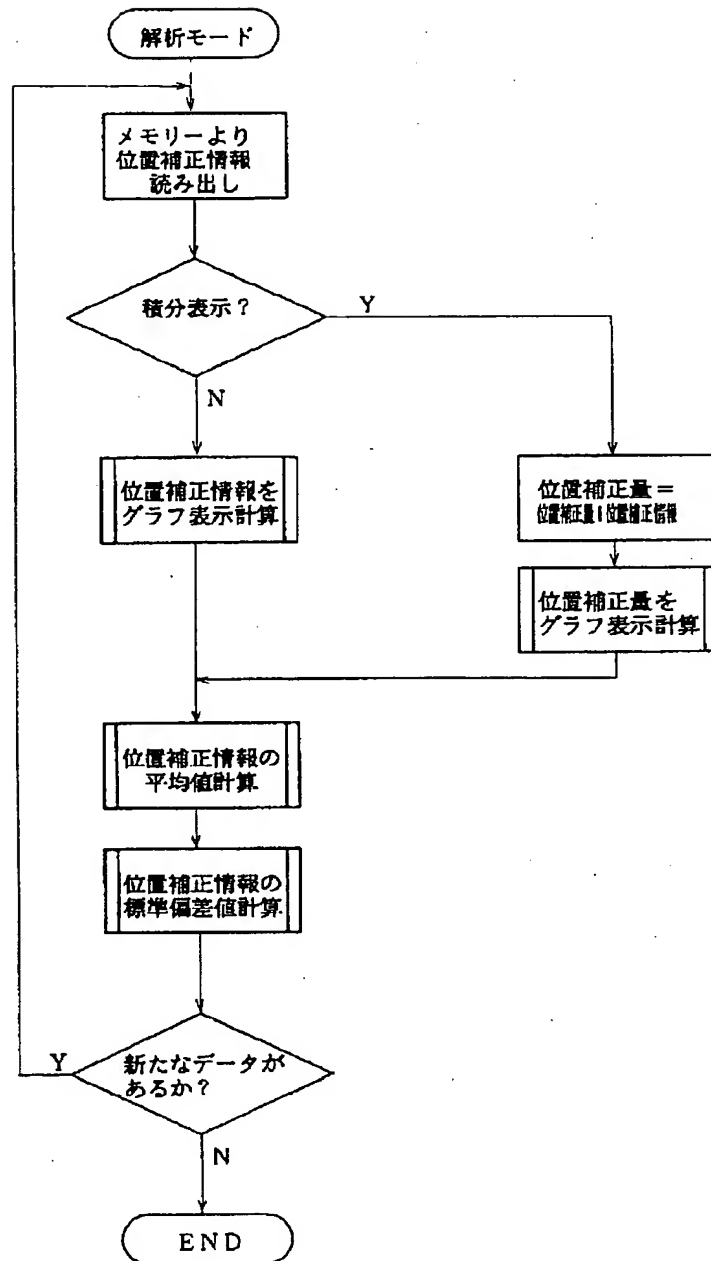 解析モード
メモリーより
位置補正情報
読み出し
積分表示？
Y
N
位置補正情報を
グラフ表示計算
位置補正量＝
位置補正量 位置補正情報
位置補正量を
グラフ表示計算
位置補正情報の
平均値計算
位置補正情報の
標準偏差値計算
新たなデータが
あるか？
Y
N
END